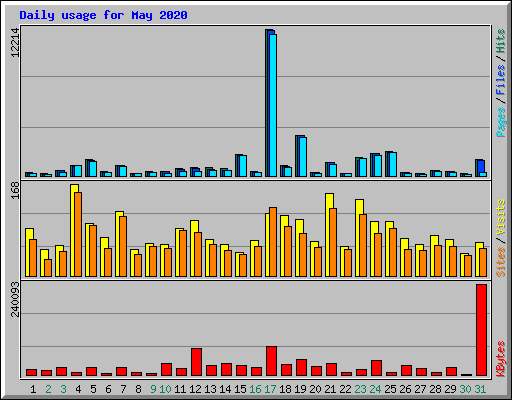 Daily usage for May 2020
12214
Pages / Files / Hits
168
Sites / Visits
240093
KBytes
1 2 3 4 5 6 7 8 9 10 11 12 13 14 15 16 17 18 19 20 21 22 23 24 25 26 27 28 29 30 31